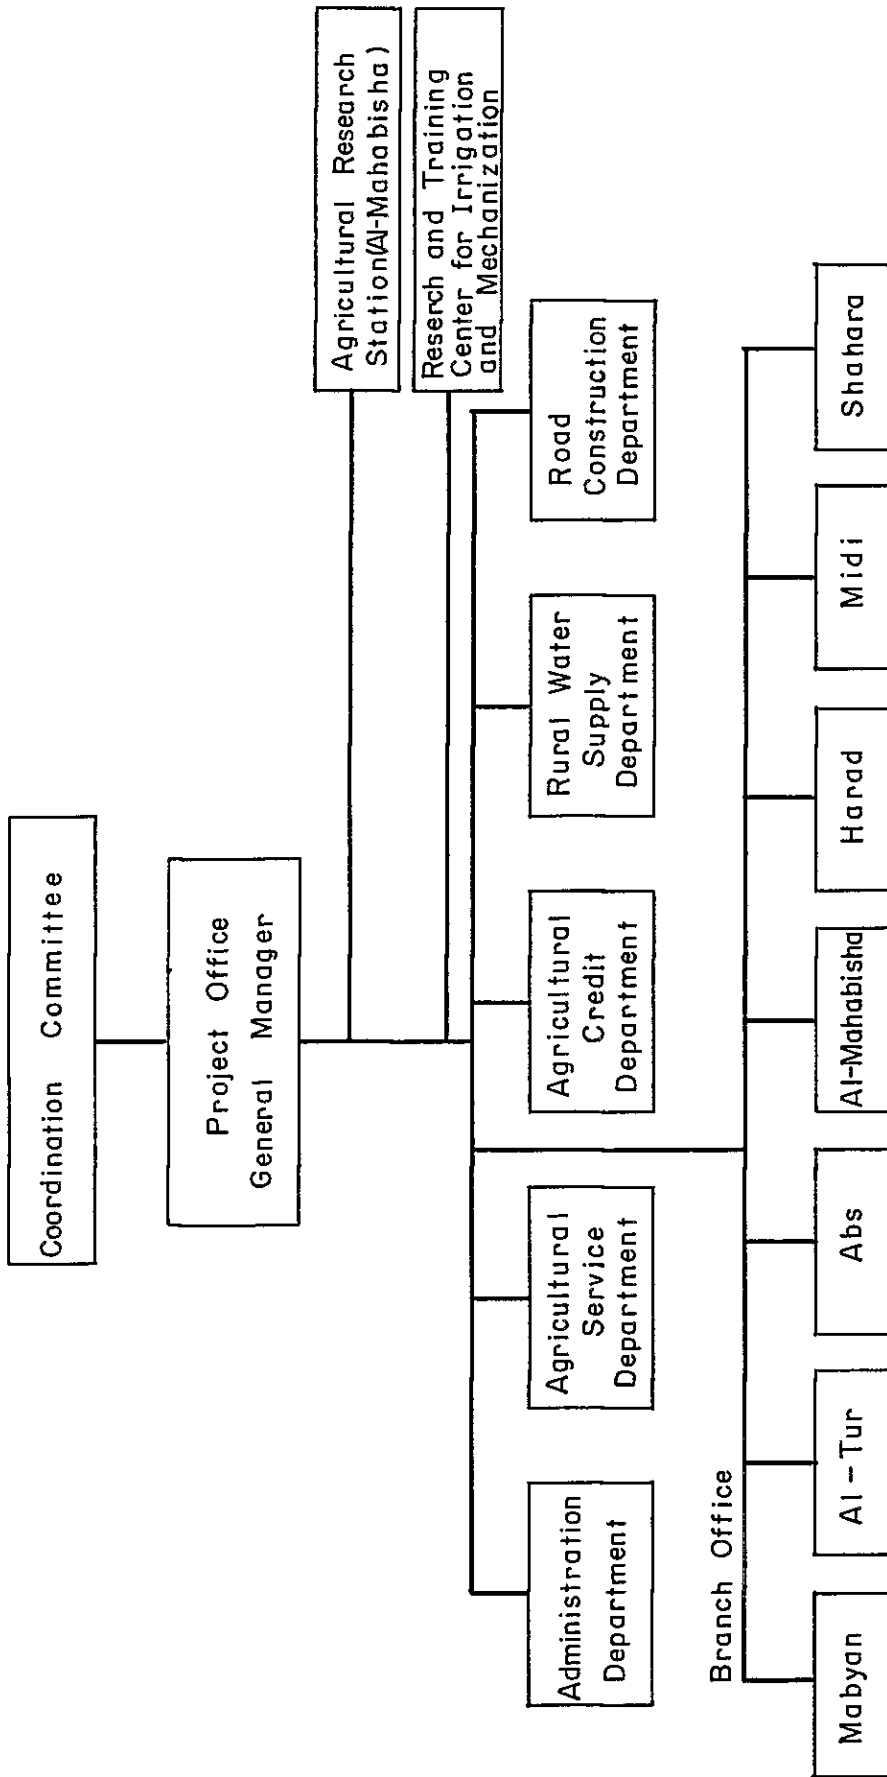 Coordination Committee
Project Office
General Manager
Agricultural Research
Station(Al-Mahabisha)
Reserch and Training
Center for Irrigation
and Mechanization
Administration
Department
Agricultural
Service
Department
Agricultural
Credit
Department
Rural Water
Supply
Department
Road
Construction
Department
Branch Office
Mabyan
Al-Tur
Abs
Al-Mahabisha
Harad
Midi
Shahara